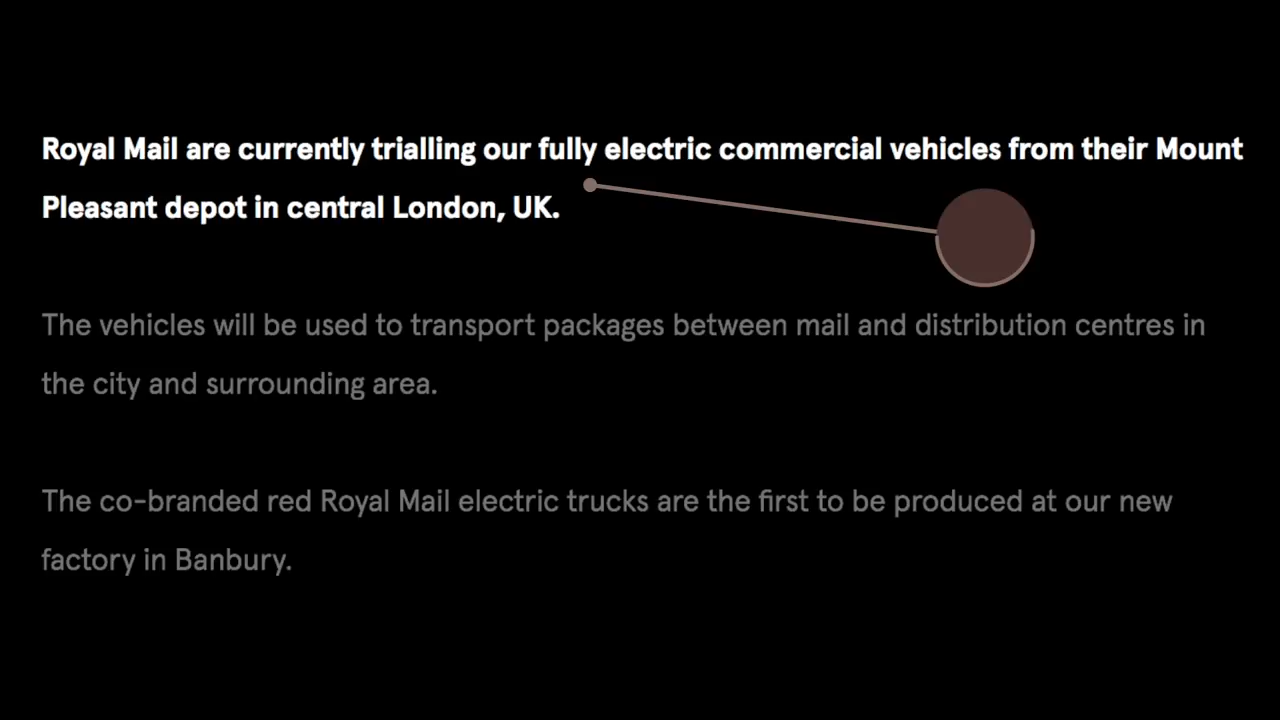 Royal Mail are currently trialling our fully electric commercial vehicles from their Mount
Pleasant depot in central London, UK.
The vehicles will be used to transport packages between mail and distribution centres in
the city and surrounding area.
The co-branded red Royal Mail electric trucks are the first to be produced at our new
factory in Banbury.